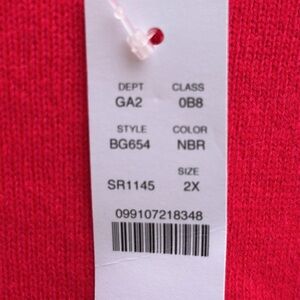 DEPT CLASS
GA2 0B8
STYLE COLOR
BG654 NBR
SIZE
SR1145 2X
099107218348